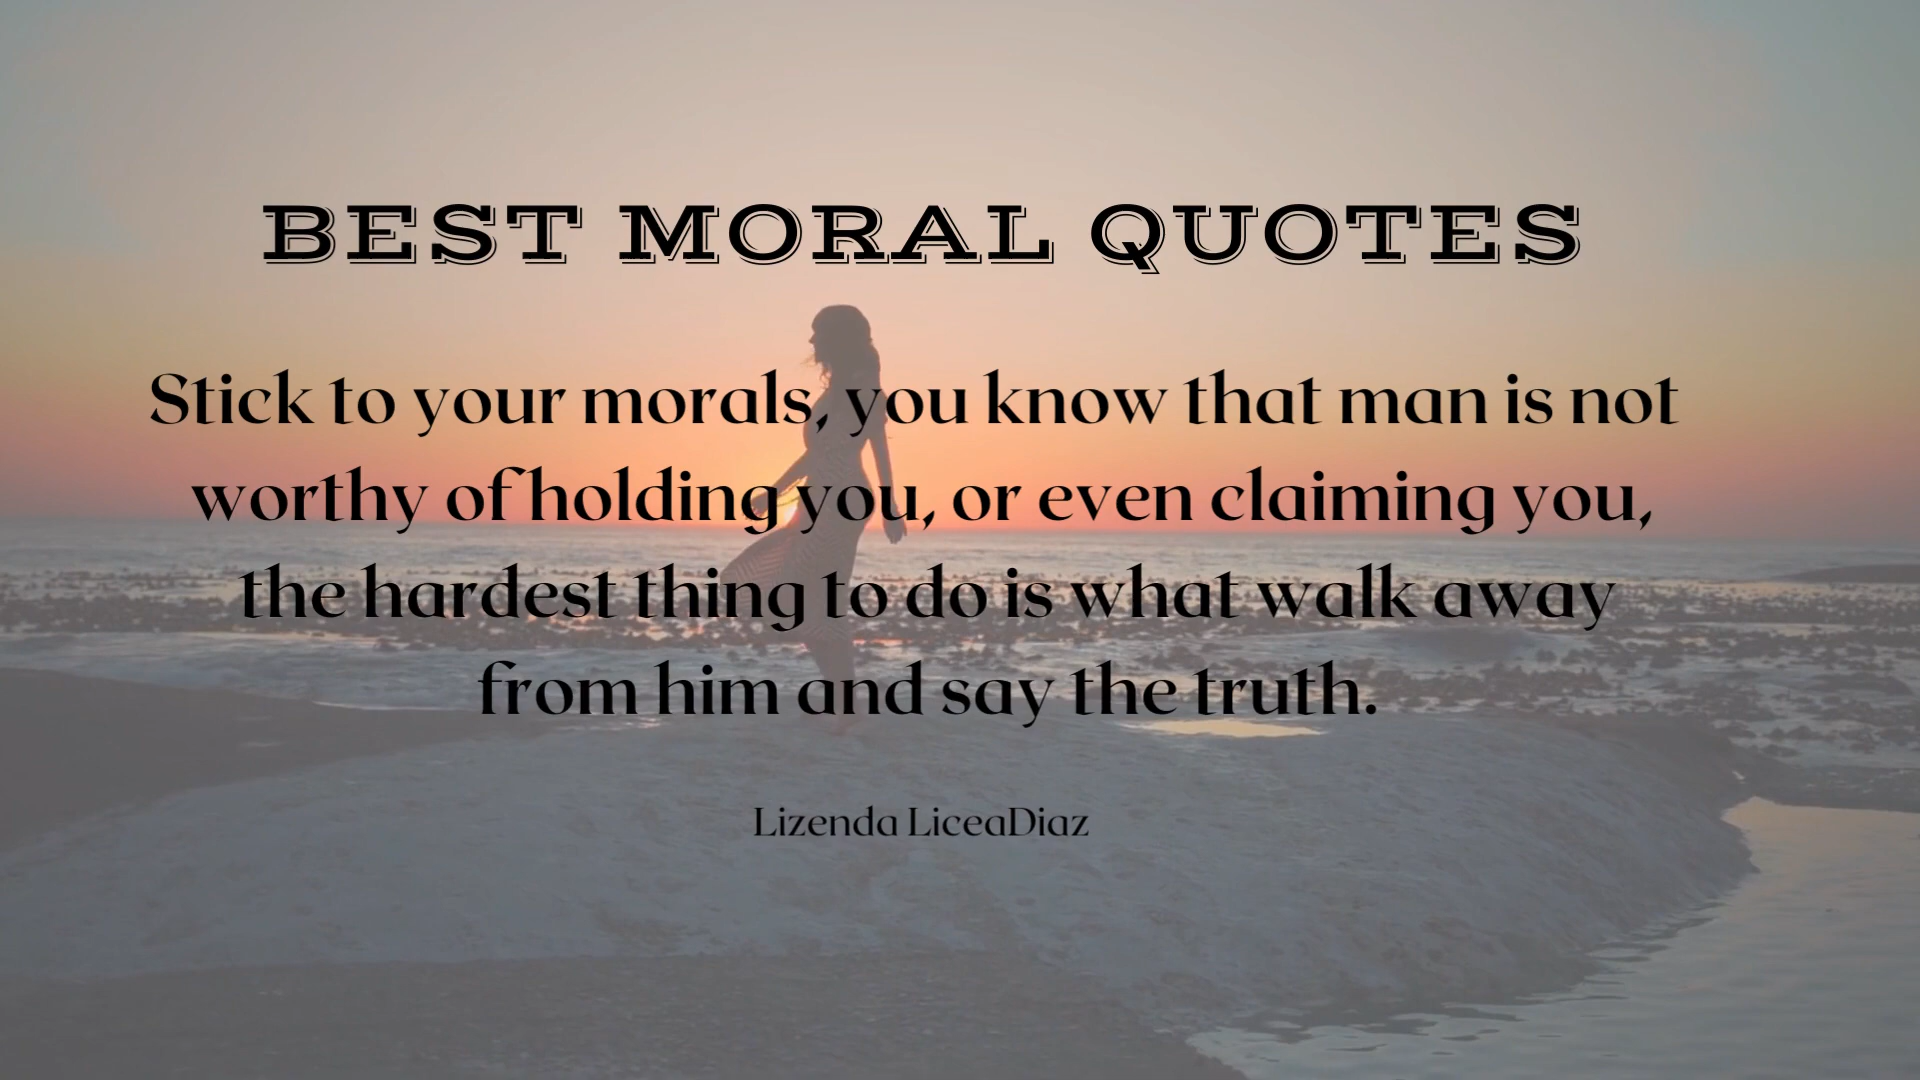 BEST MORAL QUOTES
Stick to your morals, you know that man is not
worthy of holding you, or even claiming you,
the hardest thing to do is what walk away
from him and say the truth.
Lizenda LiceaDiaz